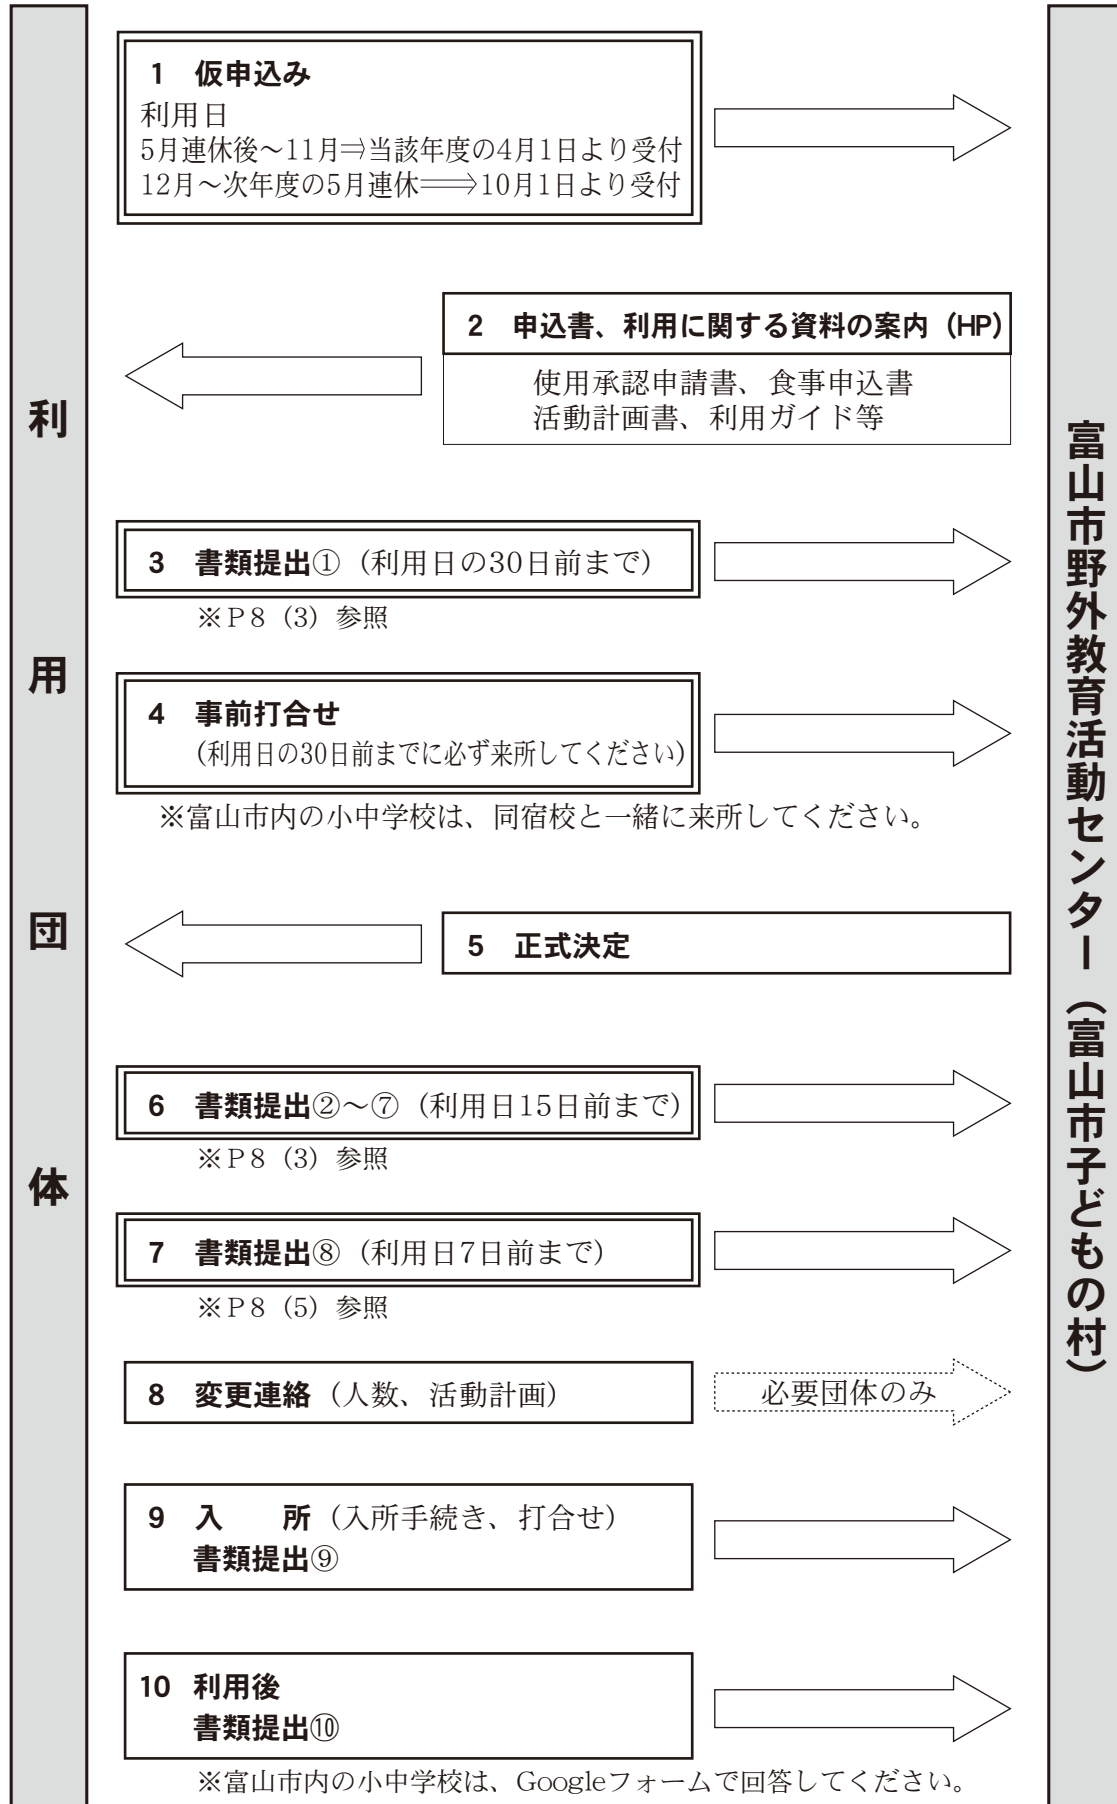 利用団体
1 仮申込み
利用日
5月連休後～11月⇒当該年度の4月1日より受付
12月～次年度の5月連休⟹10月1日より受付
2 申込書、利用に関する資料の案内（HP）
使用承認申請書、食事申込書
活動計画書、利用ガイド等
3 書類提出①（利用日の30日前まで）
※P8（3）参照
4 事前打合せ
（利用日の30日前までに必ず来所してください）
※富山市内の小中学校は、同宿校と一緒に来所してください。
5 正式決定
6 書類提出②～⑦（利用日15日前まで）
※P8（3）参照
7 書類提出⑧（利用日7日前まで）
※P8（5）参照
8 変更連絡（人数、活動計画）
必要団体のみ
9 入　所（入所手続き、打合せ）
書類提出⑨
10 利用後
書類提出⑩
※富山市内の小中学校は、Googleフォームで回答してください。
富山市野外教育活動センター（富山市子どもの村）